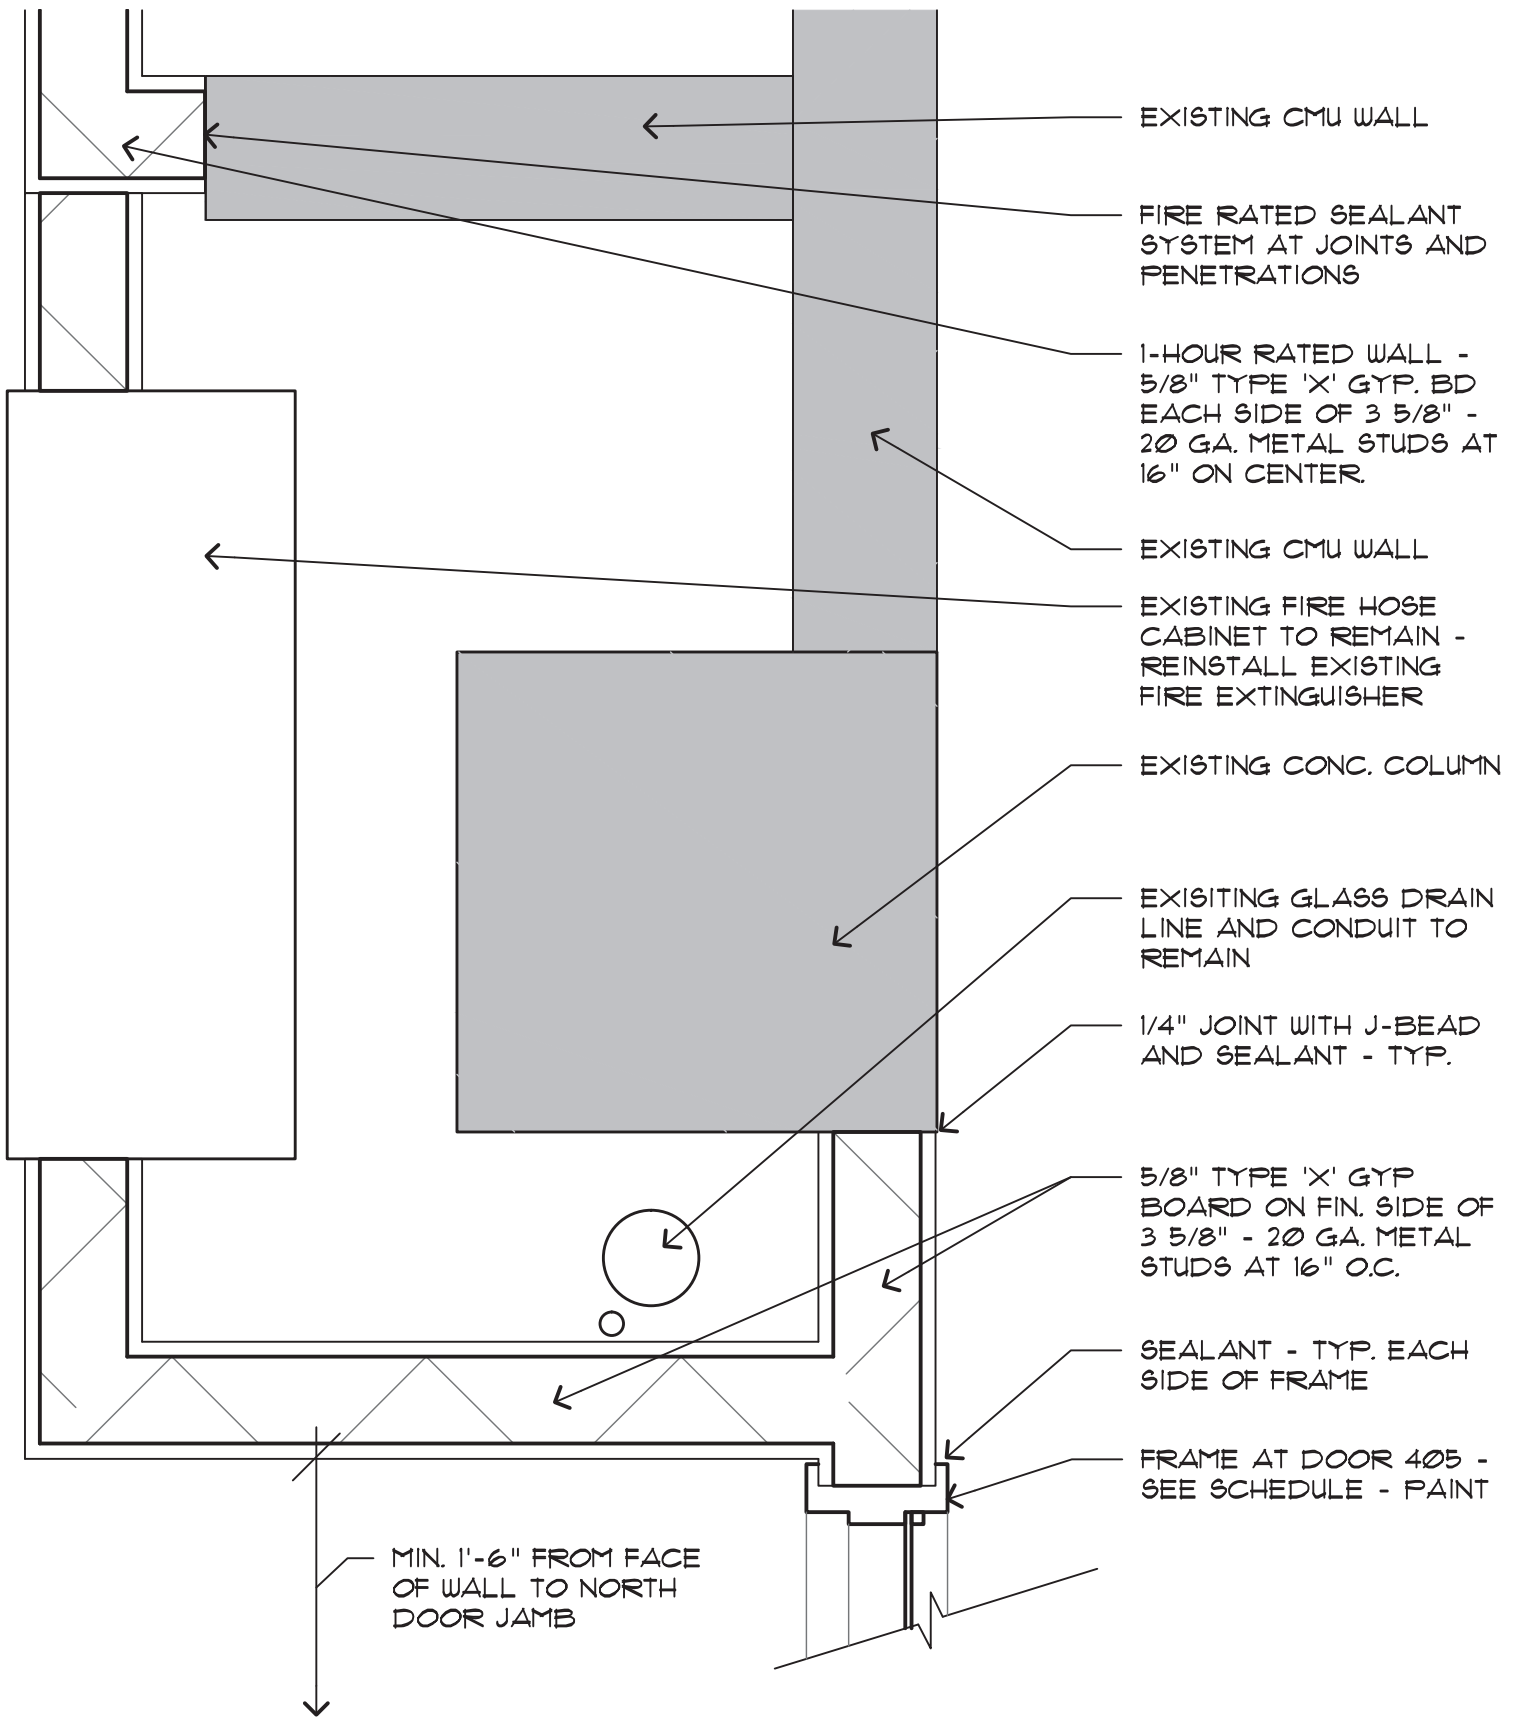 EXISTING CMU WALL
FIRE RATED SEALANT
SYSTEM AT JOINTS AND
PENETRATIONS
1-HOUR RATED WALL -
5/8" TYPE 'X' GYP. BD
EACH SIDE OF 3 5/8" -
20 GA. METAL STUDS AT
16" ON CENTER.
EXISTING CMU WALL
EXISTING FIRE HOSE
CABINET TO REMAIN -
REINSTALL EXISTING
FIRE EXTINGUISHER
EXISTING CONC. COLUMN
EXISITING GLASS DRAIN
LINE AND CONDUIT TO
REMAIN
1/4" JOINT WITH J-BEAD
AND SEALANT - TYP.
5/8" TYPE 'X' GYP
BOARD ON FIN. SIDE OF
3 5/8" - 20 GA. METAL
STUDS AT 16" O.C.
SEALANT - TYP. EACH
SIDE OF FRAME
FRAME AT DOOR 405 -
SEE SCHEDULE - PAINT
MIN. 1'-6" FROM FACE
OF WALL TO NORTH
DOOR JAMB